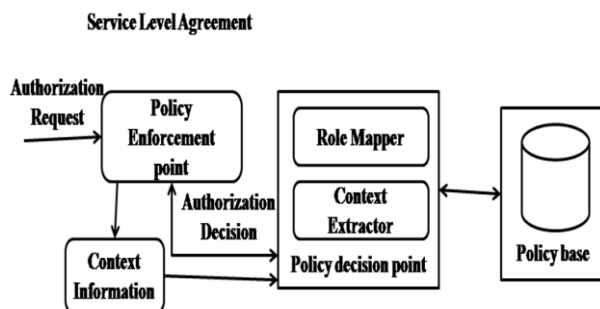 Service Level Agreement
Authorization
Request
Policy
Enforcement
point
Role Mapper
Context
Extractor
Policy decision point
Authorization
Decision
Context
Information
Policy base